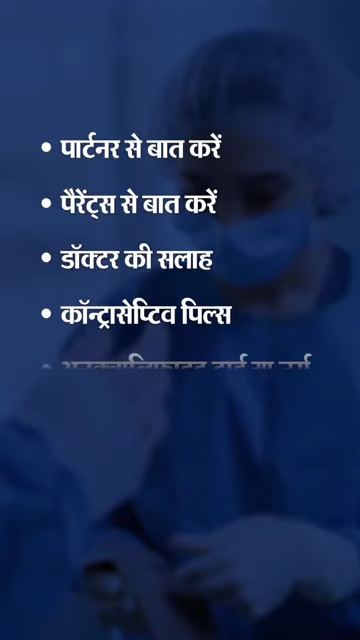 • पार्टनर से बात करें
• पैरेंट्स से बात करें
• डॉक्टर की सलाह
• कॉन्ट्रासेप्टिव पिल्स